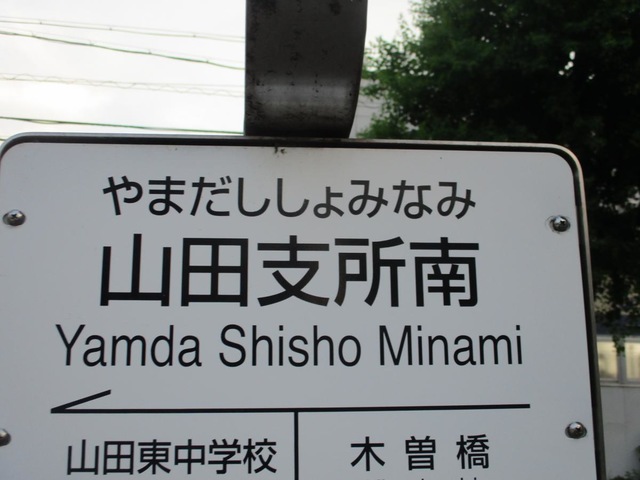 やまだししょみなみ
山田支所南
Yamda Shisho Minami
山田東中学校
木曽橋